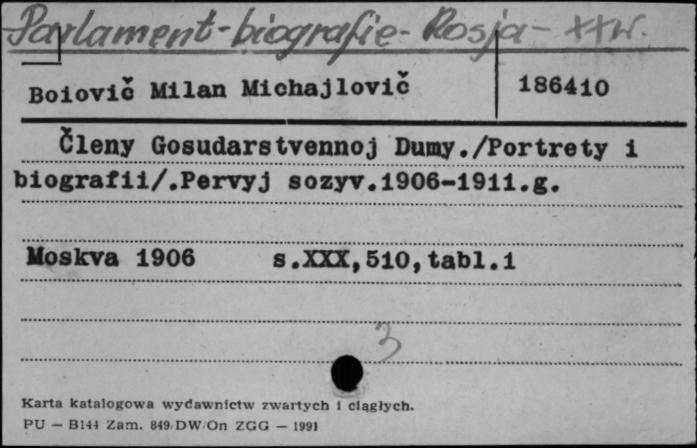 Parlament-biografie-Rosja-XXw.
Boiovič Milan Michajlovič 186410
Členy Gosudarstvennoj Dumy./Portrety i
biografii/.Pervyj sozyv.1906-1911.g.
Moskva 1906 s.XXX,510,tabl.1
3
Karta katalogowa wydawnictw zwartych i ciągłych.
PU — B144 Zam. 849/DW/On ZGG — 1991